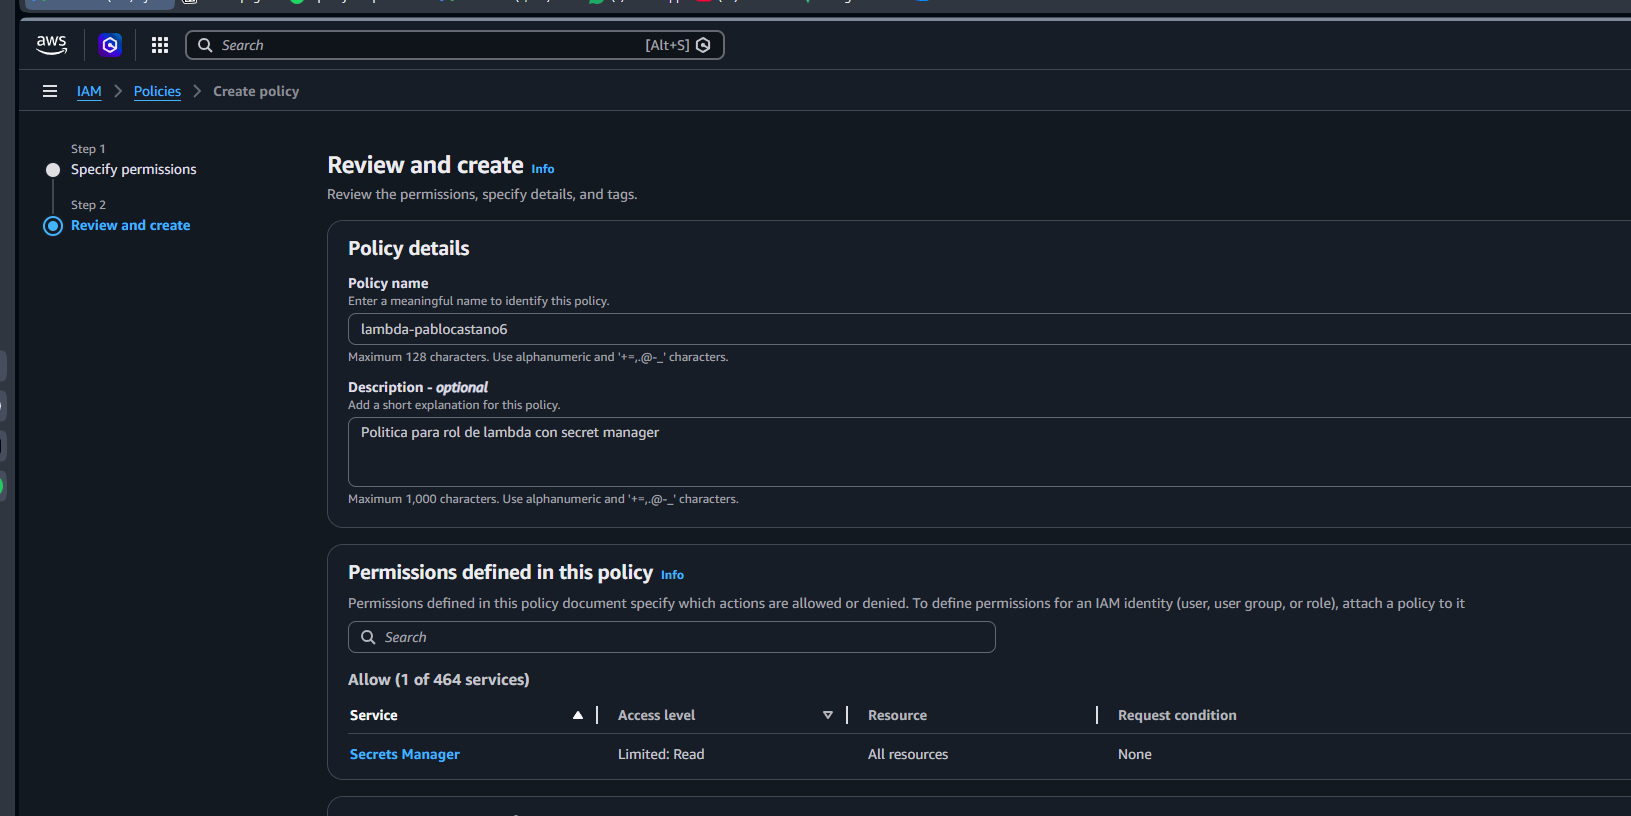 aws
Search
[Alt+S]
IAM
Policies
Create policy
Step 1
Specify permissions
Step 2
Review and create
Review and create Info
Review the permissions, specify details, and tags.
Policy details
Policy name
Enter a meaningful name to identify this policy.
lambda-pablocastano6
Maximum 128 characters. Use alphanumeric and '+=,.@-_' characters.
Description - optional
Add a short explanation for this policy.
Politica para rol de lambda con secret manager
Maximum 1,000 characters. Use alphanumeric and '+=,.@-_' characters.
Permissions defined in this policy Info
Permissions defined in this policy document specify which actions are allowed or denied. To define permissions for an IAM identity (user, user group, or role), attach a policy to it
Search
Allow (1 of 464 services)
Service Access level Resource Request condition
Secrets Manager Limited: Read All resources None